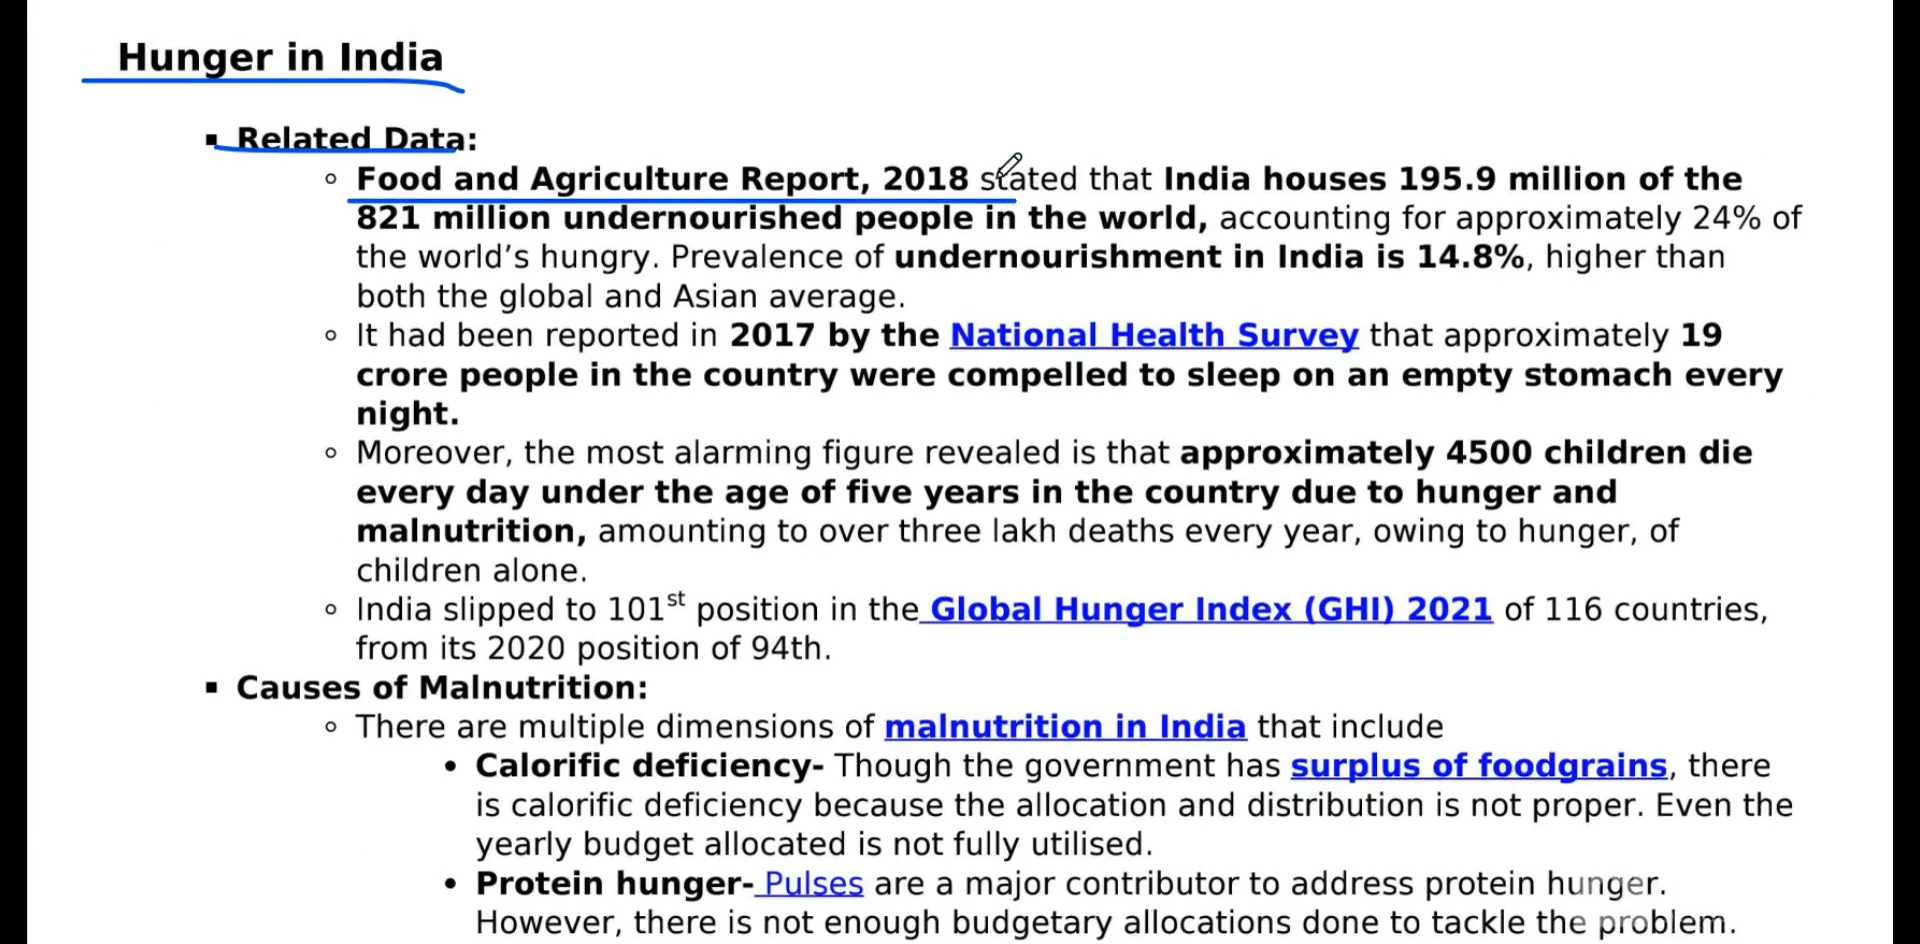 Hunger in India
▪ Related Data:
○ Food and Agriculture Report, 2018 stated that India houses 195.9 million of the
821 million undernourished people in the world, accounting for approximately 24% of
the world’s hungry. Prevalence of undernourishment in India is 14.8%, higher than
both the global and Asian average.
○ It had been reported in 2017 by the National Health Survey that approximately 19
crore people in the country were compelled to sleep on an empty stomach every
night.
○ Moreover, the most alarming figure revealed is that approximately 4500 children die
every day under the age of five years in the country due to hunger and
malnutrition, amounting to over three lakh deaths every year, owing to hunger, of
children alone.
○ India slipped to 101st position in the Global Hunger Index (GHI) 2021 of 116 countries,
from its 2020 position of 94th.
▪ Causes of Malnutrition:
○ There are multiple dimensions of malnutrition in India that include
• Calorific deficiency- Though the government has surplus of foodgrains, there
is calorific deficiency because the allocation and distribution is not proper. Even the
yearly budget allocated is not fully utilised.
• Protein hunger- Pulses are a major contributor to address protein hunger.
However, there is not enough budgetary allocations done to tackle the problem.